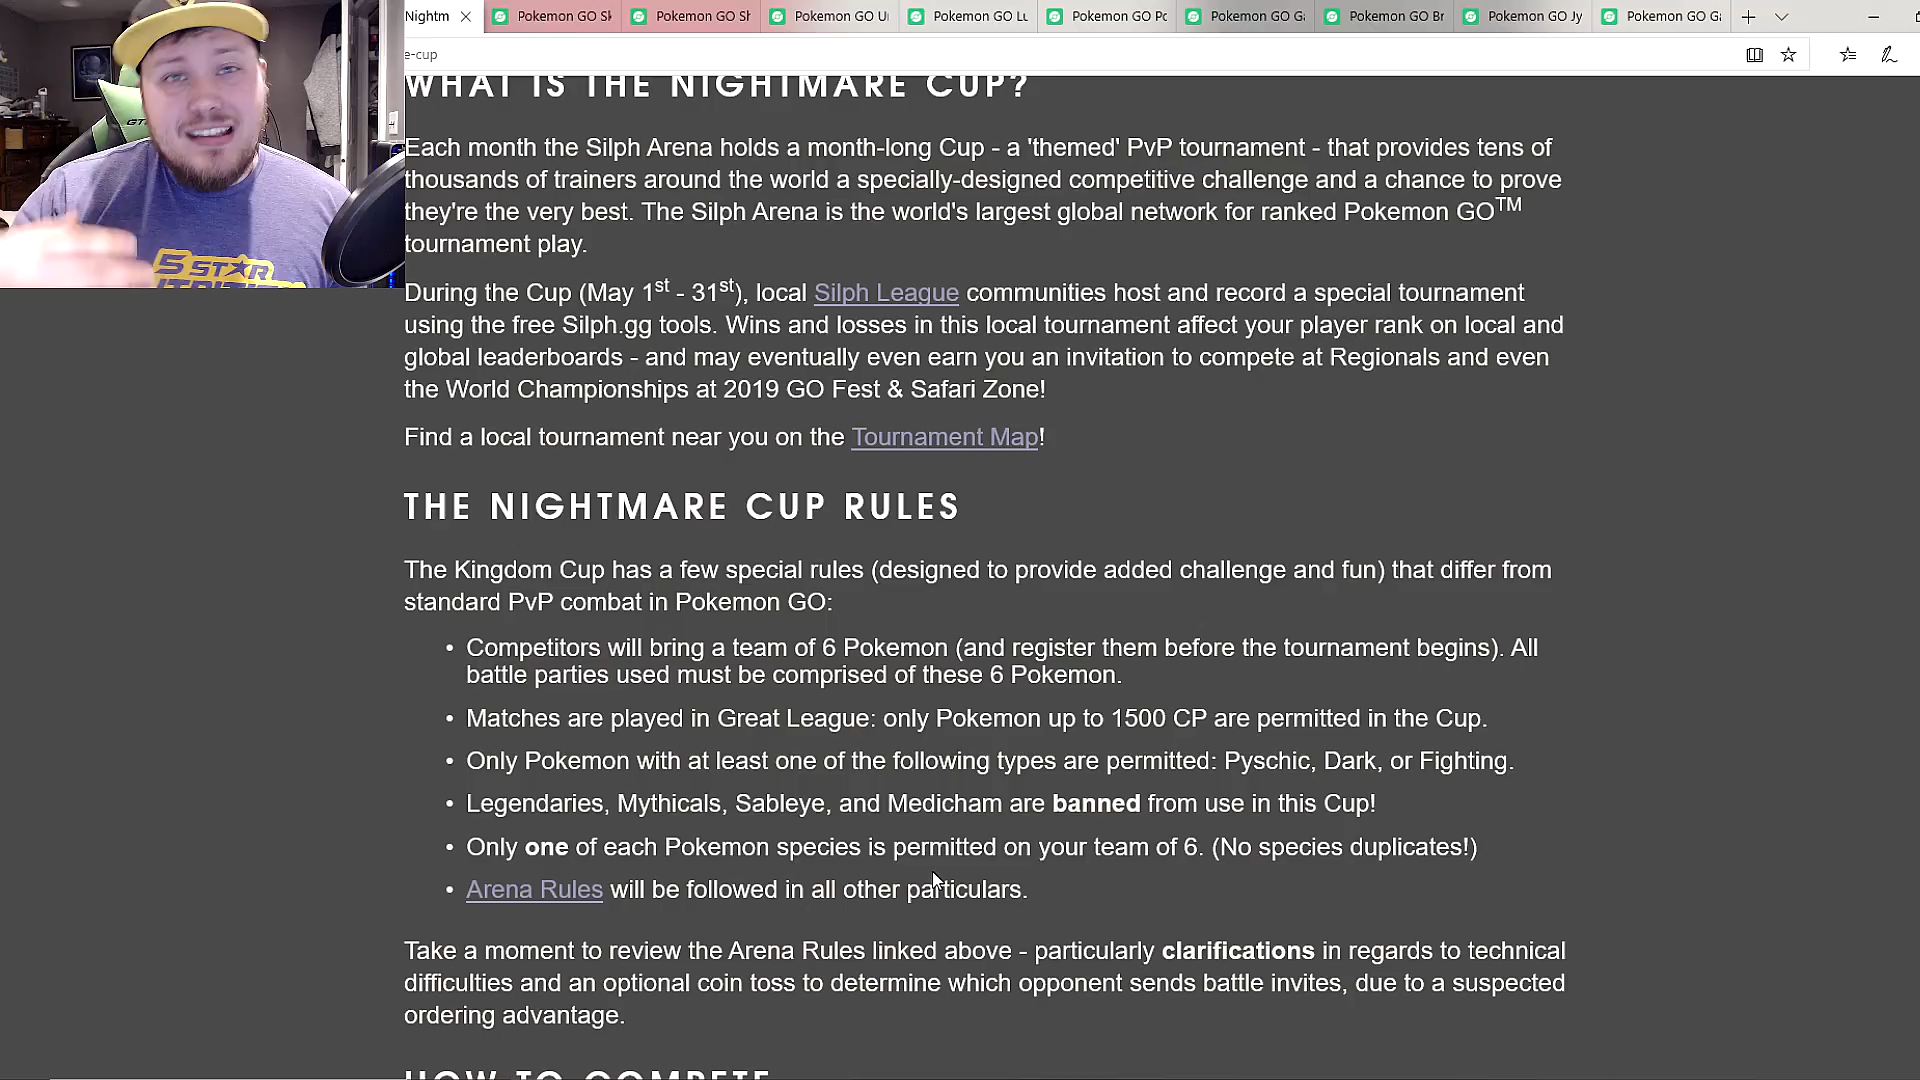 Nightm
Pokemon GO Sk
Pokemon GO Sh
Pokemon GO U
Pokemon GO Lu
Pokemon GO Po
Pokemon GO Ga
Pokemon GO Br
Pokemon GO Jy
Pokemon GO Ga
e-cup
WHAT IS THE NIGHTMARE CUP?
Each month the Silph Arena holds a month-long Cup - a 'themed' PvP tournament - that provides tens of
thousands of trainers around the world a specially-designed competitive challenge and a chance to prove
they're the very best. The Silph Arena is the world's largest global network for ranked Pokemon GO™
tournament play.
During the Cup (May 1st - 31st), local Silph League communities host and record a special tournament
using the free Silph.gg tools. Wins and losses in this local tournament affect your player rank on local and
global leaderboards - and may eventually even earn you an invitation to compete at Regionals and even
the World Championships at 2019 GO Fest & Safari Zone!
Find a local tournament near you on the Tournament Map!
THE NIGHTMARE CUP RULES
The Kingdom Cup has a few special rules (designed to provide added challenge and fun) that differ from
standard PvP combat in Pokemon GO:
• Competitors will bring a team of 6 Pokemon (and register them before the tournament begins). All
battle parties used must be comprised of these 6 Pokemon.
• Matches are played in Great League: only Pokemon up to 1500 CP are permitted in the Cup.
• Only Pokemon with at least one of the following types are permitted: Pyschic, Dark, or Fighting.
• Legendaries, Mythicals, Sableye, and Medicham are banned from use in this Cup!
• Only one of each Pokemon species is permitted on your team of 6. (No species duplicates!)
• Arena Rules will be followed in all other particulars.
Take a moment to review the Arena Rules linked above - particularly clarifications in regards to technical
difficulties and an optional coin toss to determine which opponent sends battle invites, due to a suspected
ordering advantage.
HOW TO COMPETE
5 STAR